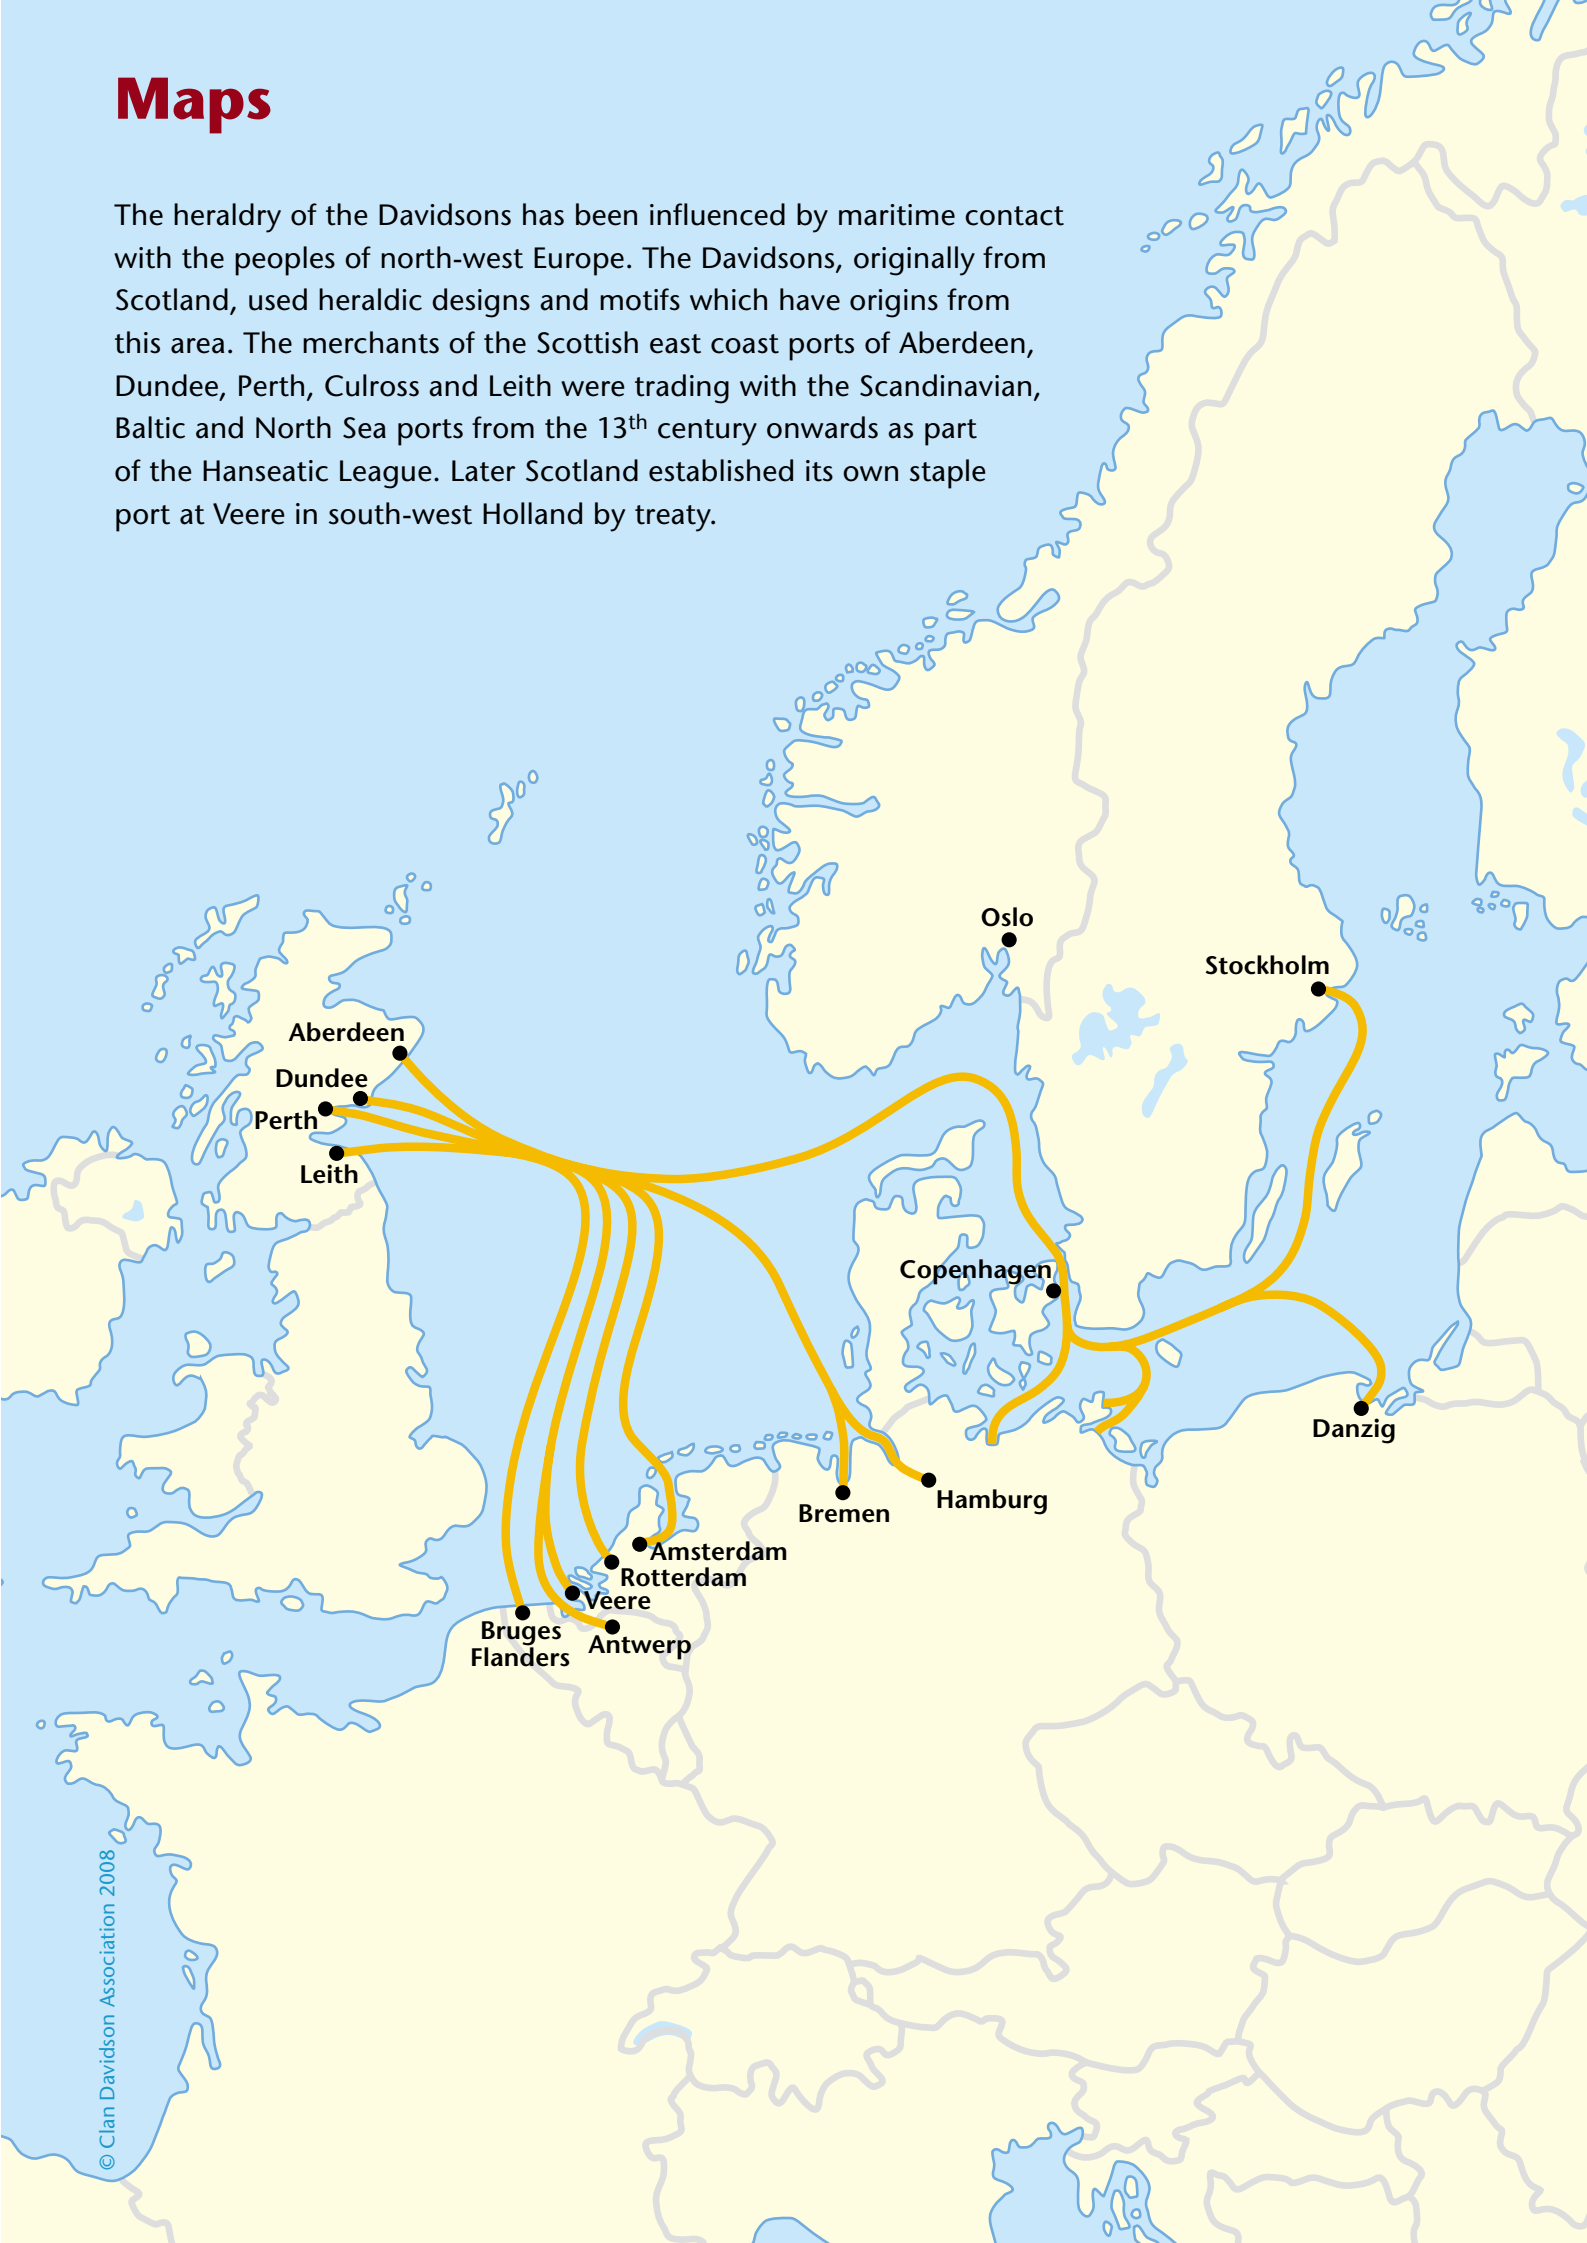 Maps
The heraldry of the Davidsons has been influenced by maritime contact
with the peoples of north-west Europe. The Davidsons, originally from
Scotland, used heraldic designs and motifs which have origins from
this area. The merchants of the Scottish east coast ports of Aberdeen,
Dundee, Perth, Culross and Leith were trading with the Scandinavian,
Baltic and North Sea ports from the 13th century onwards as part
of the Hanseatic League. Later Scotland established its own staple
port at Veere in south-west Holland by treaty.
Oslo
Stockholm
Aberdeen
Dundee
Perth
Leith
Copenhagen
Danzig
Hamburg
Bremen
Amsterdam
Rotterdam
Veere
Bruges
Flanders
Antwerp
© Clan Davidson Association 2008